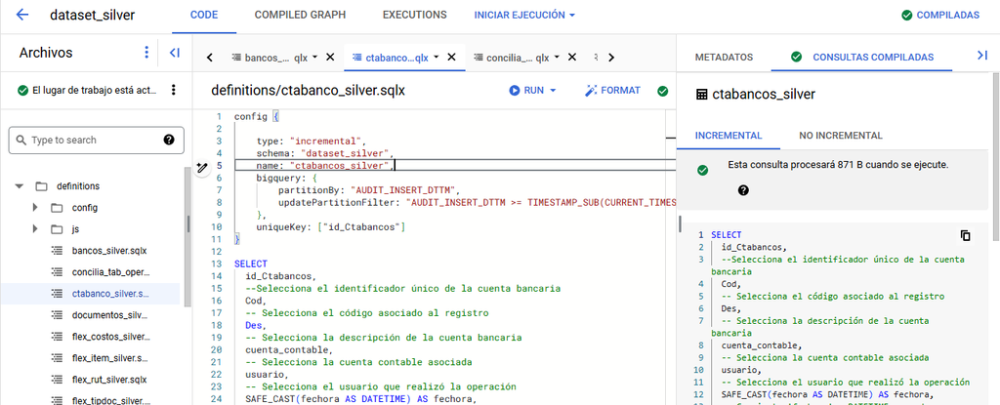 dataset_silver
CODE
COMPILED GRAPH
EXECUTIONS
INICIAR EJECUCIÓN
COMPILADAS
Archivos
El lugar de trabajo está act...
Type to search
definitions
config
js
bancos_silver.sqlx
concilia_tab_oper...
ctabanco_silver.s...
documentos_silv...
flex_costos_silver...
flex_item_silver.s...
flex_rut_silver.sqlx
flex_tipdoc_silver....
bancos_... qlx
ctabanco...qlx
concilia_... qlx
definitions/ctabanco_silver.sqlx
RUN
FORMAT
1 config {
2
3 type: "incremental",
4 schema: "dataset_silver",
5 name: "ctabancos_silver",
6 bigquery: {
7 partitionBy: "AUDIT_INSERT_DTTM",
8 updatePartitionFilter: "AUDIT_INSERT_DTTM >= TIMESTAMP_SUB(CURRENT_TIMES
9 },
10 uniqueKey: ["id_Ctabancos"]
11 }
12
13 SELECT
14 id_Ctabancos,
15 --Selecciona el identificador único de la cuenta bancaria
16 Cod,
17 -- Selecciona el código asociado al registro
18 Des,
19 -- Selecciona la descripción de la cuenta bancaria
20 cuenta_contable,
21 -- Selecciona la cuenta contable asociada
22 usuario,
23 -- Selecciona el usuario que realizó la operación
24 SAFE_CAST(fechora AS DATETIME) AS fechora,
METADATOS
CONSULTAS COMPILADAS
ctabancos_silver
INCREMENTAL
NO INCREMENTAL
Esta consulta procesará 871 B cuando se ejecute.
1 SELECT
2 id_Ctabancos,
3 --Selecciona el identificador único de la cuenta
bancaria
4 Cod,
5 -- Selecciona el código asociado al registro
6 Des,
7 -- Selecciona la descripción de la cuenta
bancaria
8 cuenta_contable,
9 -- Selecciona la cuenta contable asociada
10 usuario,
11 -- Selecciona el usuario que realizó la operación
12 SAFE_CAST(fechora AS DATETIME) AS fechora,